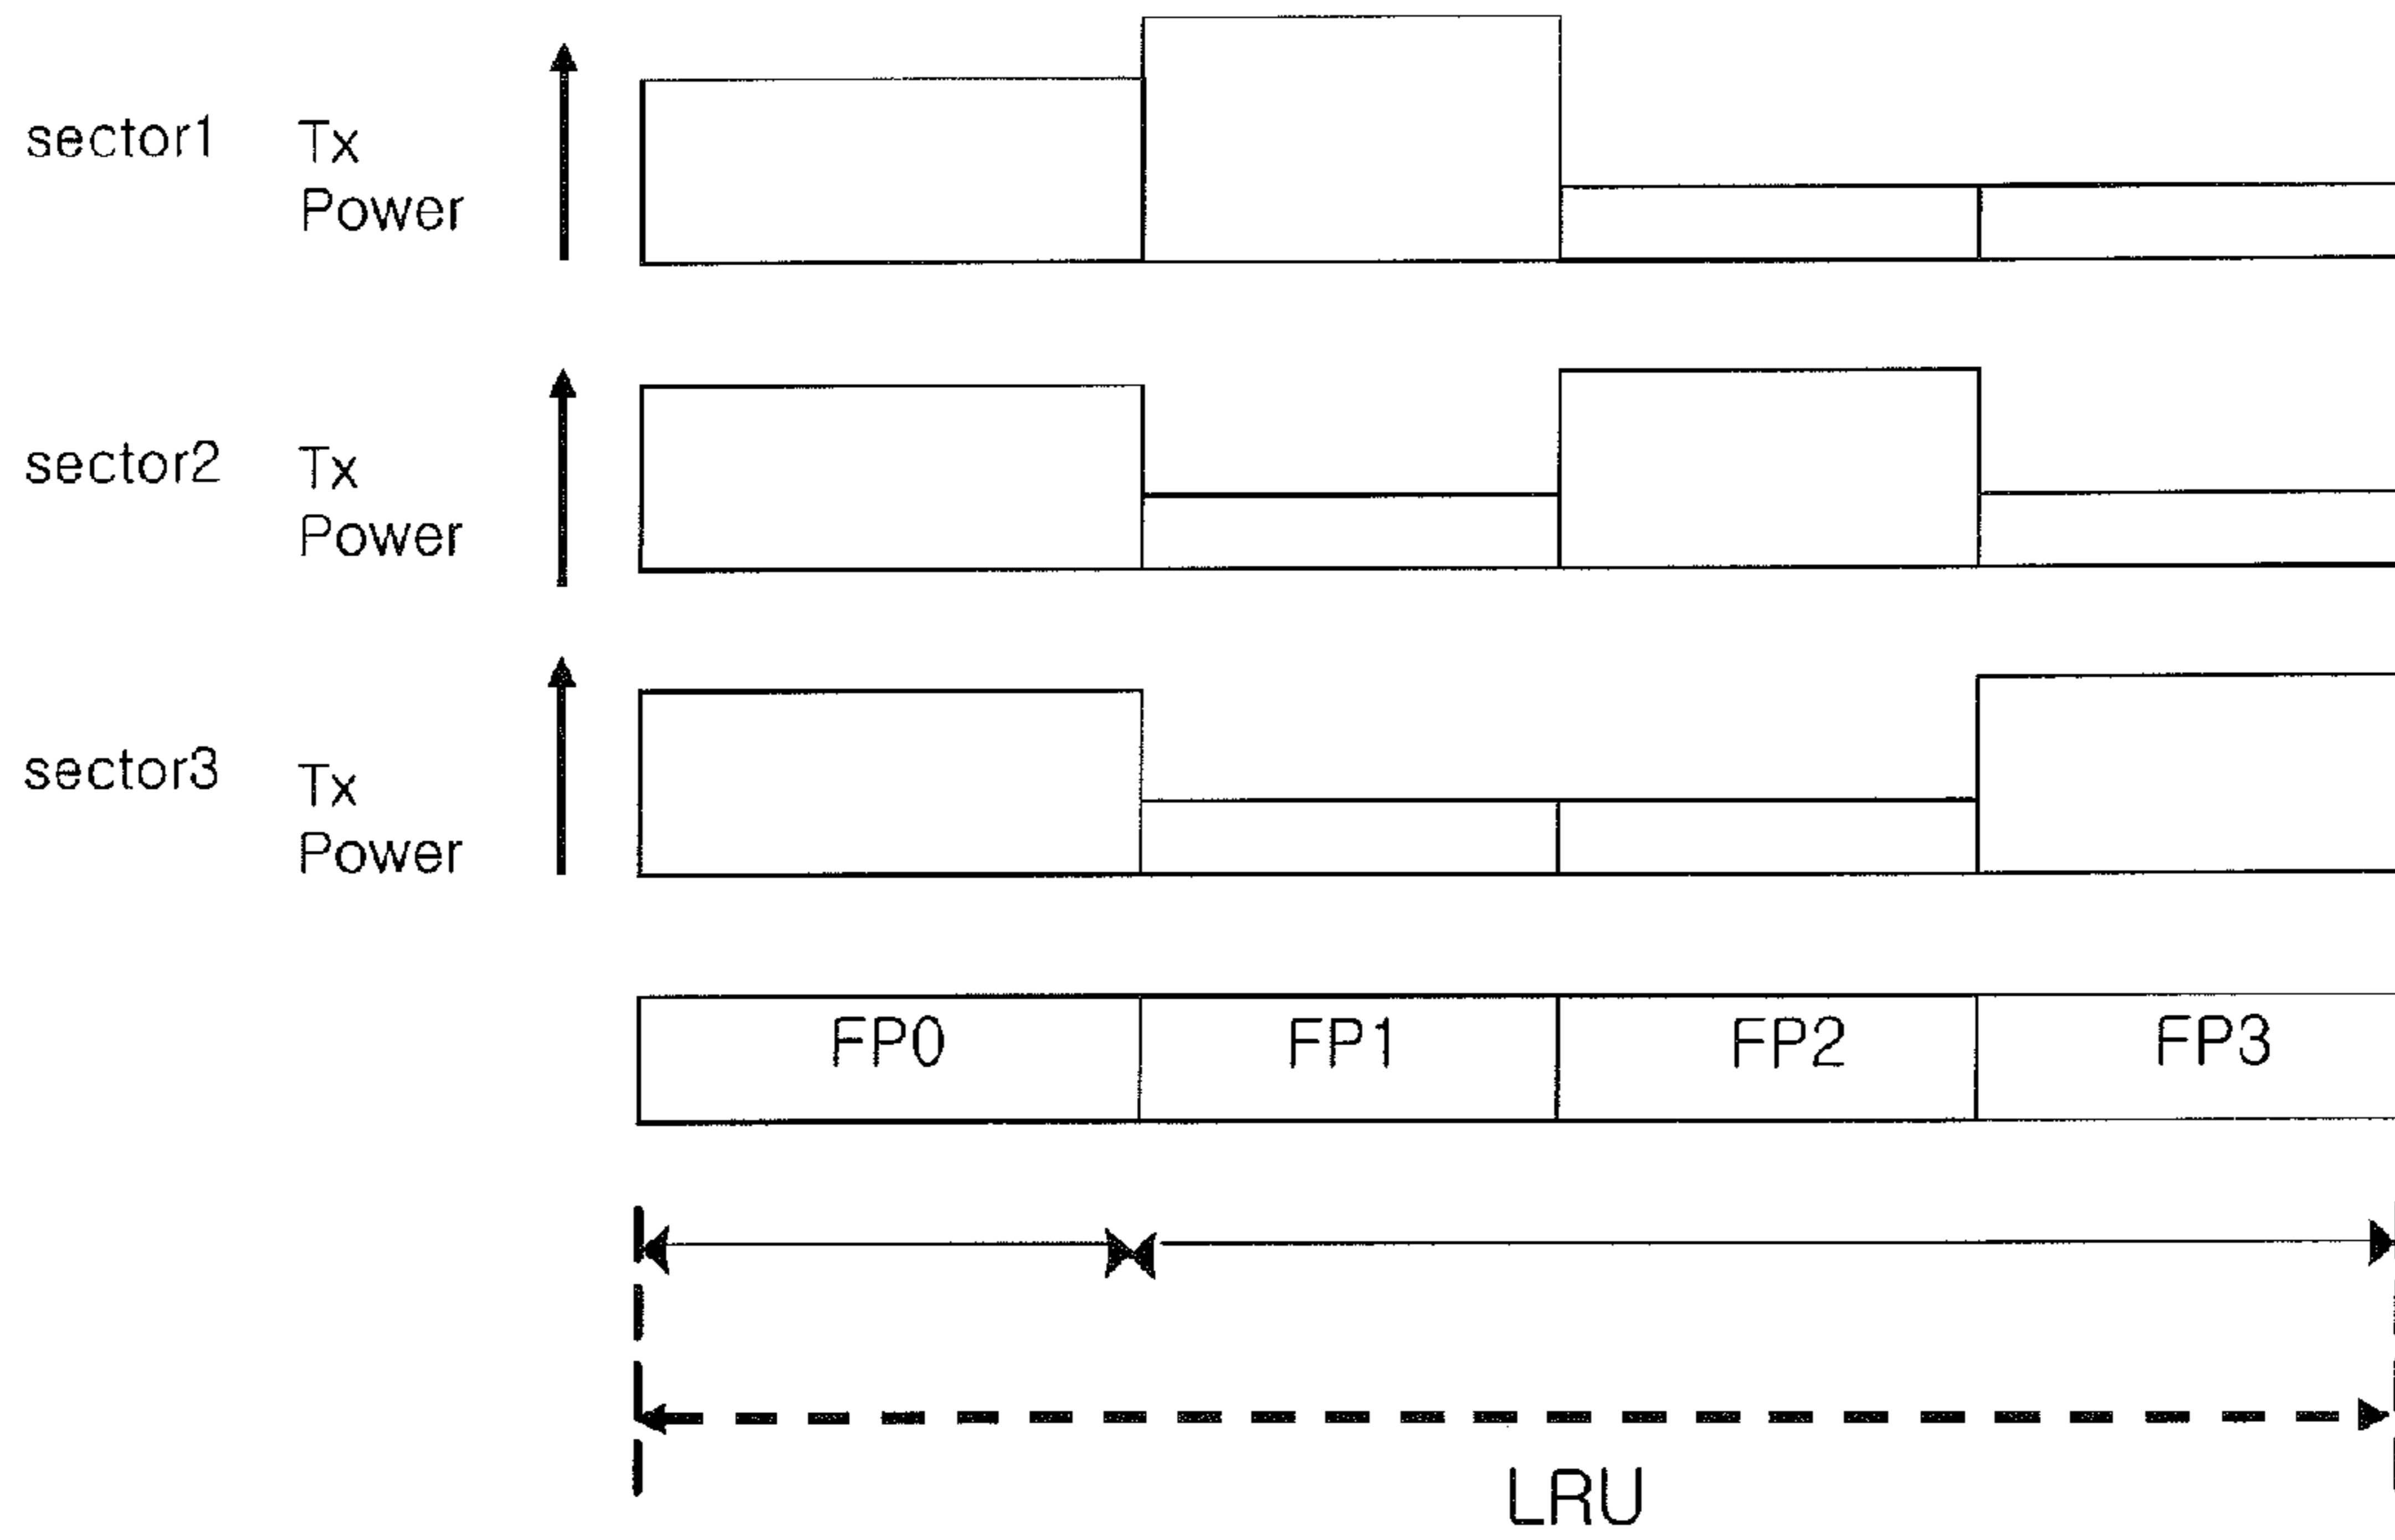 sector1
Tx
Power
sector2
Tx
Power
sector3
Tx
Power
FP0
FP1
FP2
FP3
LRU